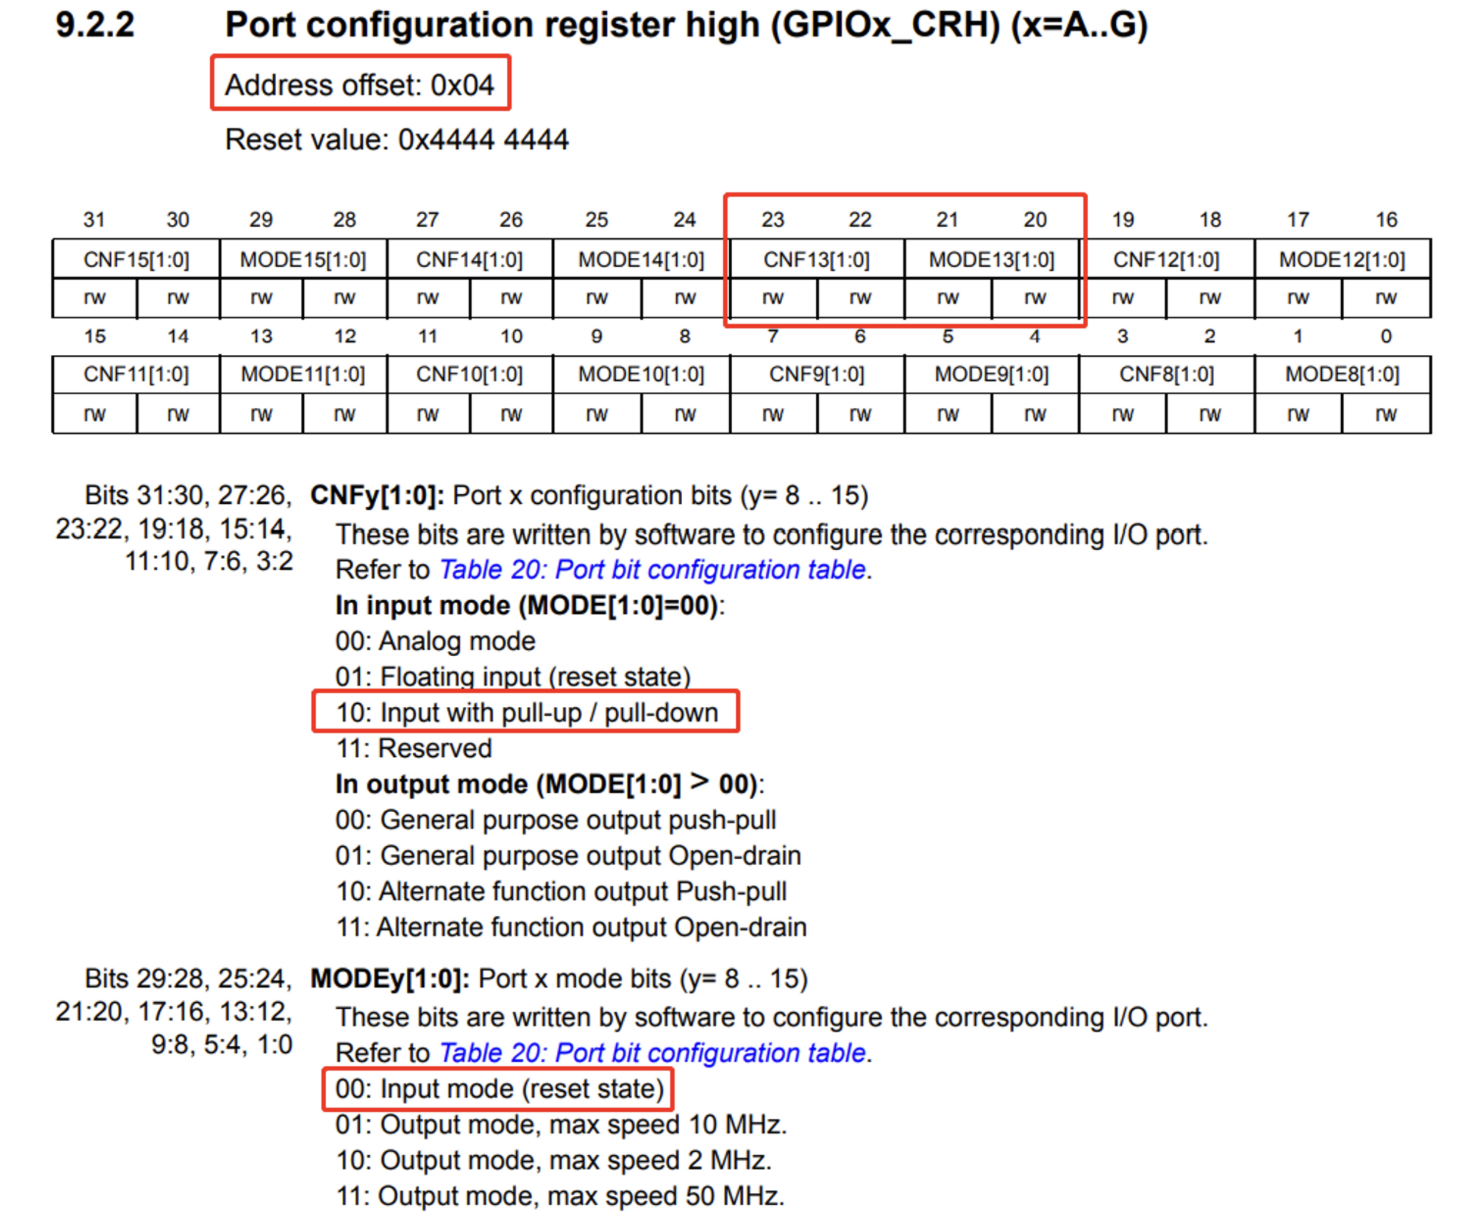 9.2.2 Port configuration register high (GPIOx_CRH) (x=A..G)
Address offset: 0x04
Reset value: 0x4444 4444
31 30 29 28 27 26 25 24 23 22 21 20 19 18 17 16
CNF15[1:0] MODE15[1:0] CNF14[1:0] MODE14[1:0] CNF13[1:0] MODE13[1:0] CNF12[1:0] MODE12[1:0]
rw rw rw rw rw rw rw rw rw rw rw rw rw rw rw rw
15 14 13 12 11 10 9 8 7 6 5 4 3 2 1 0
CNF11[1:0] MODE11[1:0] CNF10[1:0] MODE10[1:0] CNF9[1:0] MODE9[1:0] CNF8[1:0] MODE8[1:0]
rw rw rw rw rw rw rw rw rw rw rw rw rw rw rw rw
Bits 31:30, 27:26, CNFy[1:0]: Port x configuration bits (y= 8 .. 15)
23:22, 19:18, 15:14, These bits are written by software to configure the corresponding I/O port.
11:10, 7:6, 3:2 Refer to Table 20: Port bit configuration table.
In input mode (MODE[1:0]=00):
00: Analog mode
01: Floating input (reset state)
10: Input with pull-up / pull-down
11: Reserved
In output mode (MODE[1:0] > 00):
00: General purpose output push-pull
01: General purpose output Open-drain
10: Alternate function output Push-pull
11: Alternate function output Open-drain
Bits 29:28, 25:24, MODEy[1:0]: Port x mode bits (y= 8 .. 15)
21:20, 17:16, 13:12, These bits are written by software to configure the corresponding I/O port.
9:8, 5:4, 1:0 Refer to Table 20: Port bit configuration table.
00: Input mode (reset state)
01: Output mode, max speed 10 MHz.
10: Output mode, max speed 2 MHz.
11: Output mode, max speed 50 MHz.